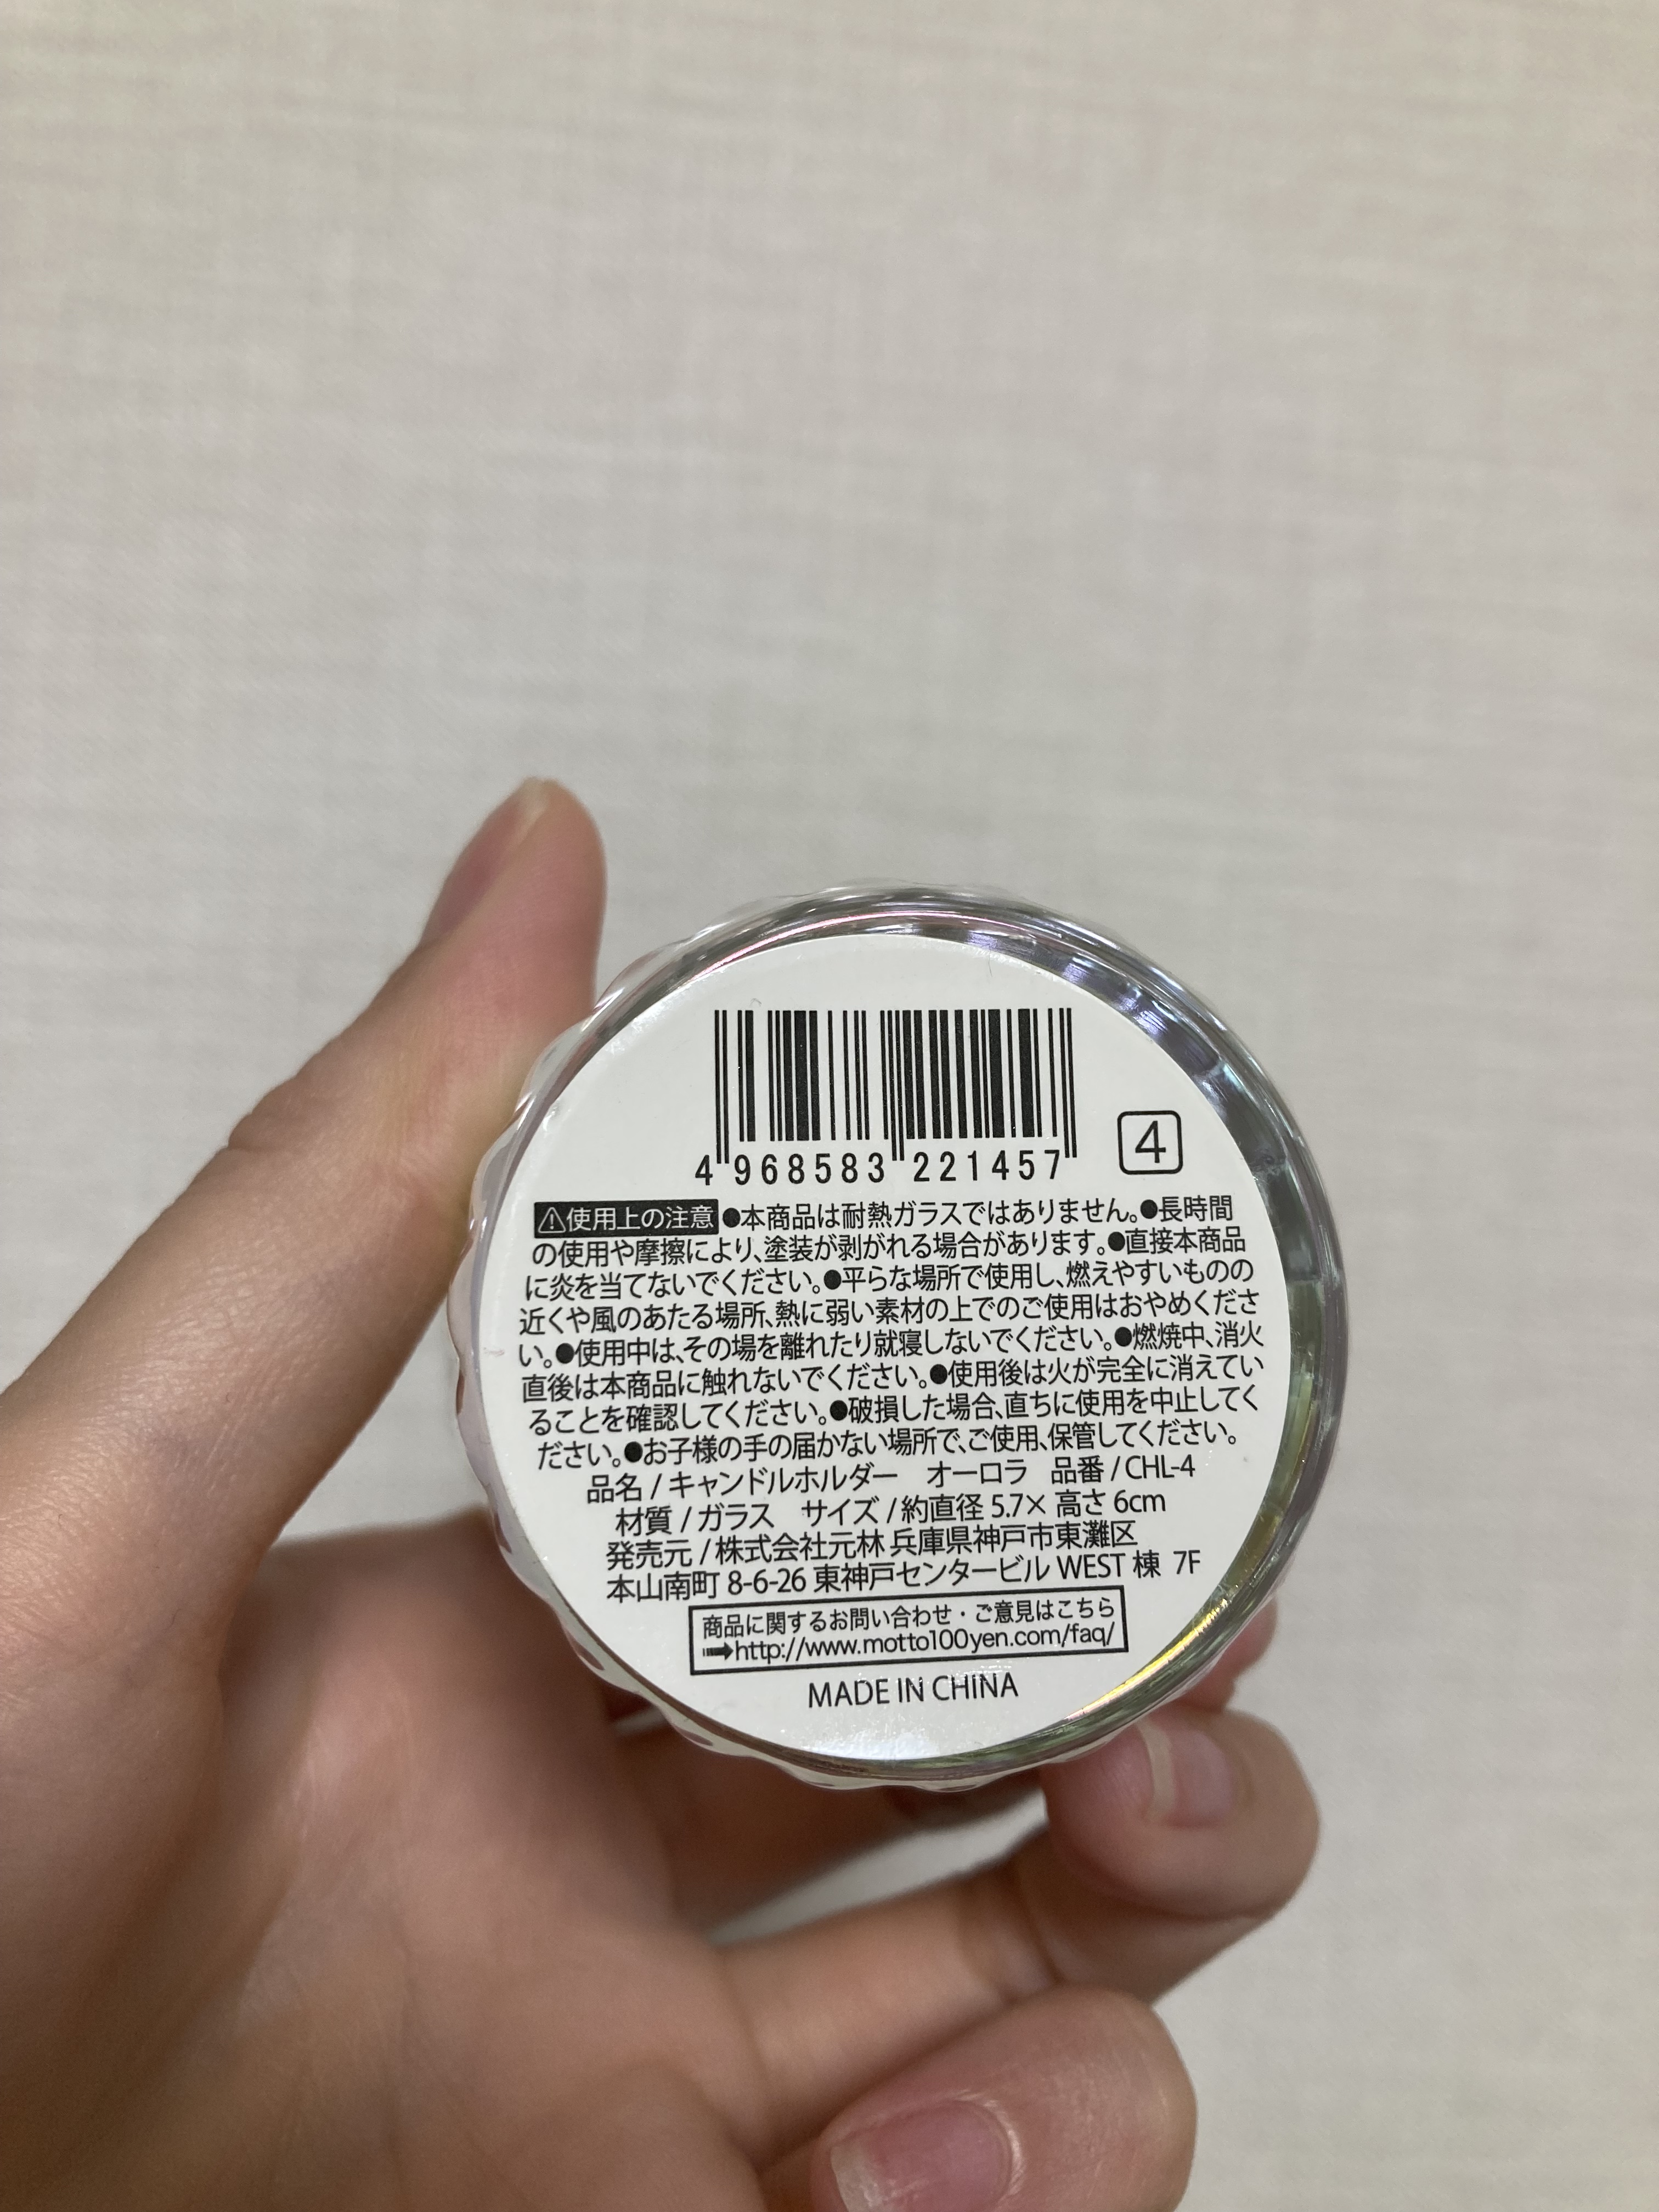 4 968583 221457
4
⚠使用上の注意 ●本商品は耐熱ガラスではありません。●長時間
の使用や摩擦により、塗装が剥がれる場合があります。●直接本商品
に炎を当てないでください。●平らな場所で使用し、燃えやすいものの
近くや風のあたる場所、熱に弱い素材の上でのご使用はおやめくださ
い。●使用中は、その場を離れたり就寝しないでください。●燃焼中、消火
直後は本商品に触れないでください。●使用後は火が完全に消えてい
ることを確認してください。●破損した場合、直ちに使用を中止してく
ださい。●お子様の手の届かない場所で、ご使用、保管してください。
品名 / キャンドルホルダー　オーロラ　品番 / CHL-4
材質 / ガラス　サイズ / 約直径 5.7× 高さ 6cm
発売元 / 株式会社元林 兵庫県神戸市東灘区
本山南町 8-6-26 東神戸センタービル WEST 棟 7F
商品に関するお問い合わせ・ご意見はこちら
➡http://www.motto100yen.com/faq/
MADE IN CHINA